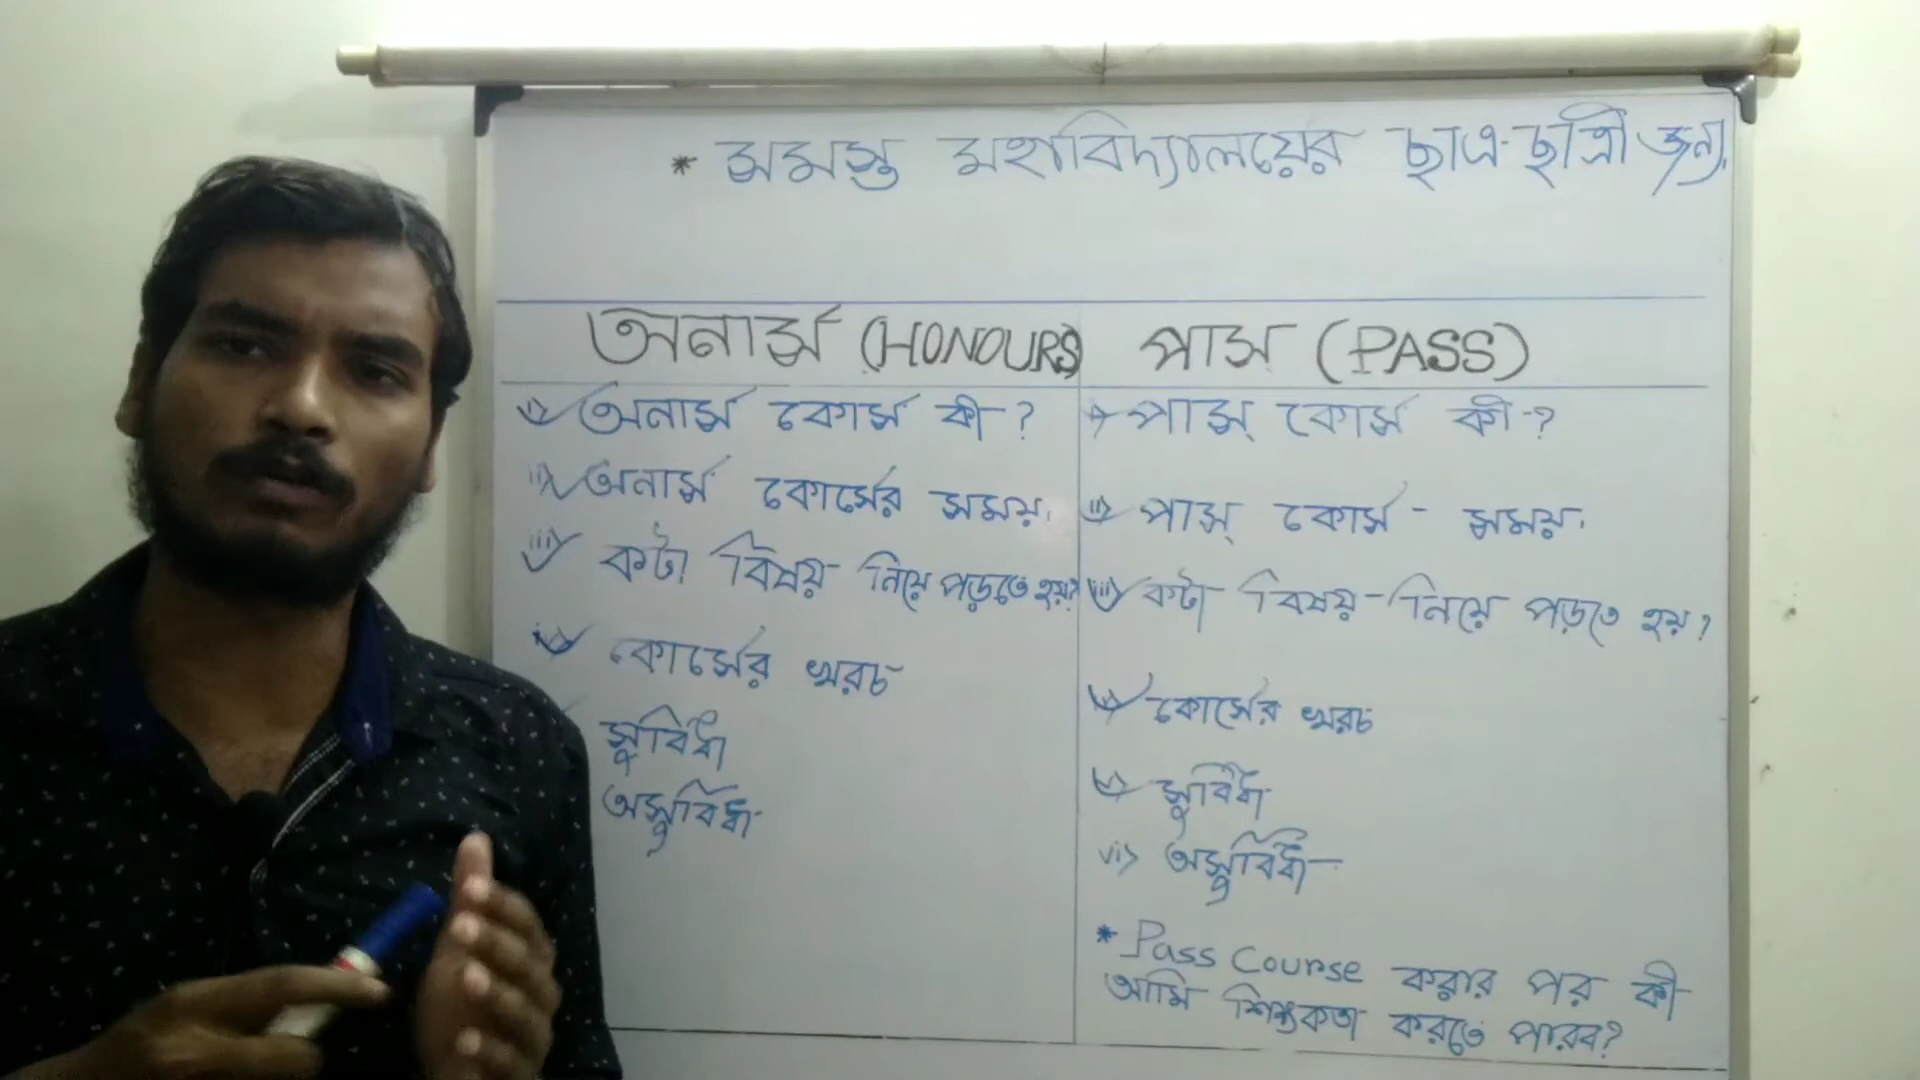 * সমস্ত মহাবিদ্যালয়ের ছাত্র-ছাত্রী জন্য,
অনার্স (HONOURS)
i) অনার্স কোর্স কী ?
ii) অনার্স কোর্সের সময়.
iii) কটা বিষয় নিয়ে পড়তে হয়?
iv) কোর্সের খরচ
সুবিধা
অসুবিধা
পাস (PASS)
i) পাস্ কোর্স কী ?
ii) পাস্ কোর্স - সময়.
iii) কটা বিষয় নিয়ে পড়তে হয়?
iv) কোর্সের খরচ
v) সুবিধা
vi) অসুবিধা
* Pass Course করার পর কী
আমি শিক্ষকতা করতে পারব?